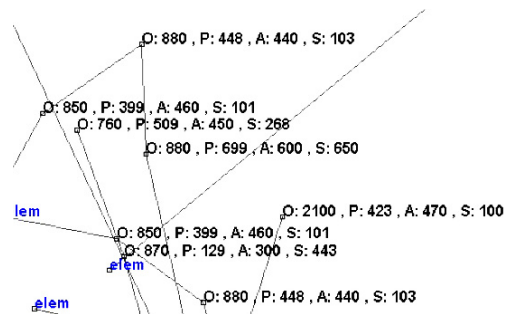 O: 880 , P: 448 , A: 440 , S: 103
O: 850 , P: 399 , A: 460 , S: 101
O: 760 , P: 509 , A: 450 , S: 268
O: 880 , P: 699 , A: 600 , S: 650
lem
O: 2100 , P: 423 , A: 470 , S: 100
O: 850 , P: 399 , A: 460 , S: 101
O: 870 , P: 129 , A: 300 , S: 443
elem
elem
O: 880 , P: 448 , A: 440 , S: 103